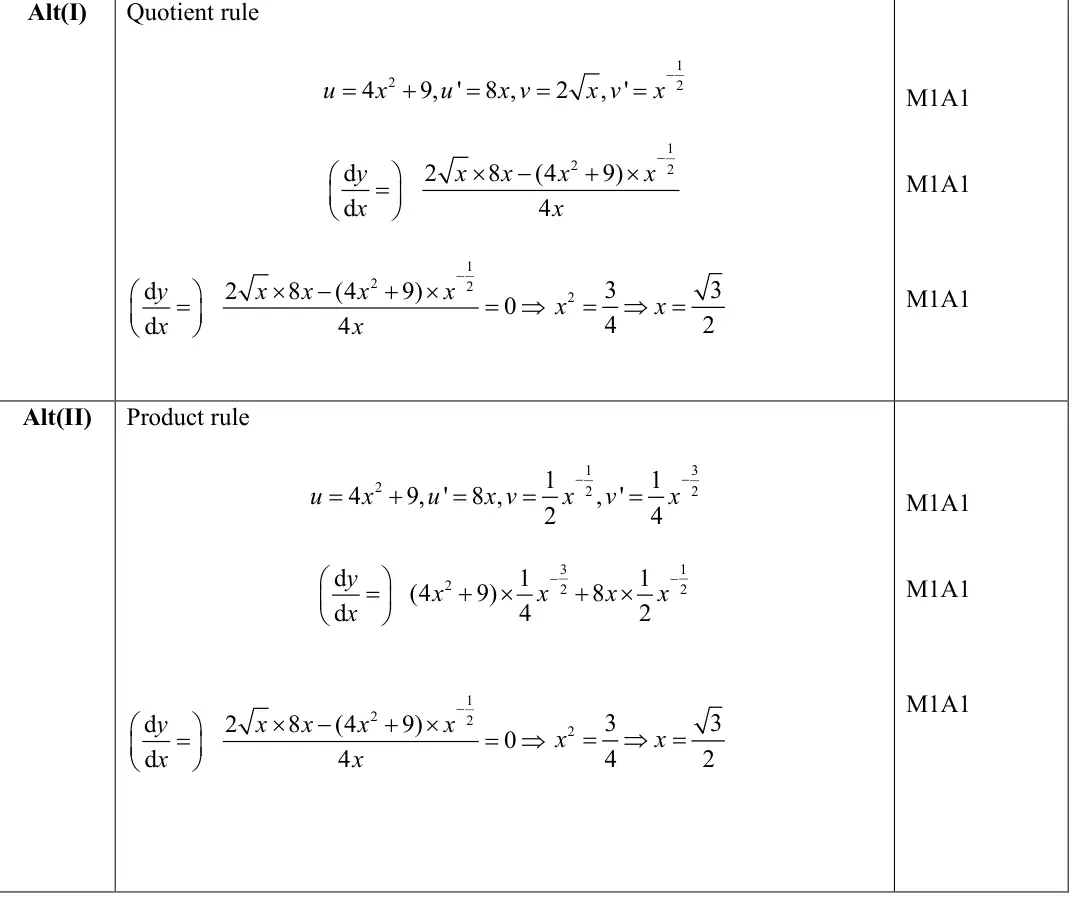 Alt(I) Quotient rule
u = 4x² + 9, u' = 8x, v = 2√x, v' = x^{-1/2} M1A1
(dy/dx =) (2√x × 8x − (4x² + 9) × x^{-1/2})/(4x) M1A1
(dy/dx =) (2√x × 8x − (4x² + 9) × x^{-1/2})/(4x) = 0 ⇒ x² = 3/4 ⇒ x = √3/2 M1A1
Alt(II) Product rule
u = 4x² + 9, u' = 8x, v = 1/2 x^{-1/2}, v' = 1/4 x^{-3/2} M1A1
(dy/dx =) (4x² + 9) × 1/4 x^{-3/2} + 8x × 1/2 x^{-1/2} M1A1
(dy/dx =) (2√x × 8x − (4x² + 9) × x^{-1/2})/(4x) = 0 ⇒ x² = 3/4 ⇒ x = √3/2 M1A1